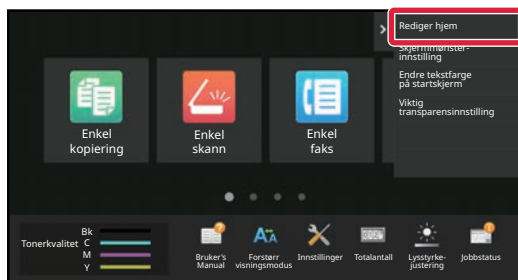 Rediger hjem
Skjermmønster-
innstilling
Endre tekstfarge
på startskjerm
Viktig
transparensinnstilling
Enkel
kopiering
Enkel
skann
Enkel
faks
Tonerkvalitet
Bk
C
M
Y
Bruker's
Manual
Forstørr
visningsmodus
Innstillinger
Totalantall
Lysstyrke-
justering
Jobbstatus